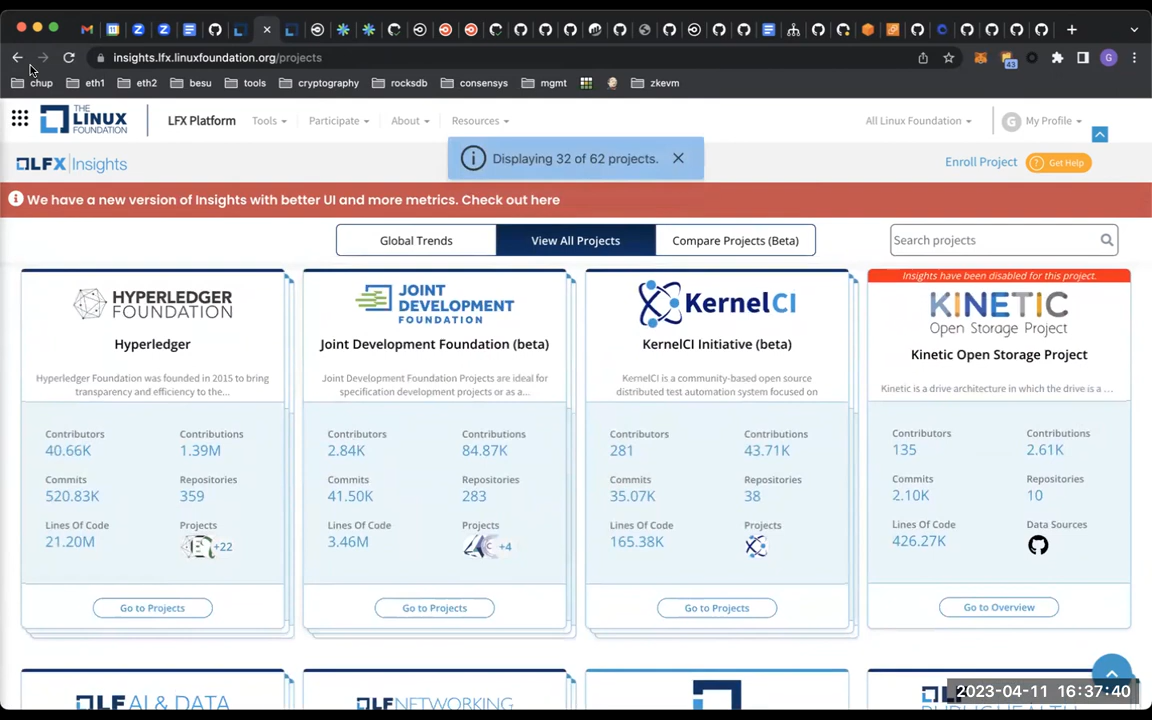 insights.lfx.linuxfoundation.org/projects
43
G
chup
eth1
eth2
besu
tools
cryptography
rocksdb
consensys
mgmt
zkevm
THE LINUX FOUNDATION
LFX Platform
Tools
Participate
About
Resources
All Linux Foundation
G
My Profile
LFX Insights
Displaying 32 of 62 projects.
Enroll Project
? Get Help
We have a new version of Insights with better UI and more metrics. Check out here
Global Trends
View All Projects
Compare Projects (Beta)
Search projects
HYPERLEDGER FOUNDATION
Hyperledger
Hyperledger Foundation was founded in 2015 to bring
transparency and efficiency to the...
Contributors
40.66K
Contributions
1.39M
Commits
520.83K
Repositories
359
Lines Of Code
21.20M
Projects
+22
Go to Projects
JOINT DEVELOPMENT FOUNDATION
Joint Development Foundation (beta)
Joint Development Foundation Projects are ideal for
specification development projects or as a...
Contributors
2.84K
Contributions
84.87K
Commits
41.50K
Repositories
283
Lines Of Code
3.46M
Projects
+4
Go to Projects
KernelCI
KernelCI Initiative (beta)
KernelCI is a community-based open source
distributed test automation system focused on
Contributors
281
Contributions
43.71K
Commits
35.07K
Repositories
38
Lines Of Code
165.38K
Projects
Go to Projects
Insights have been disabled for this project.
KINETIC
Open Storage Project
Kinetic Open Storage Project
Kinetic is a drive architecture in which the drive is a ...
Contributors
135
Contributions
2.61K
Commits
2.10K
Repositories
10
Lines Of Code
426.27K
Data Sources
Go to Overview
LF AI & DATA
LF NETWORKING
2023-04-11 16:37:40